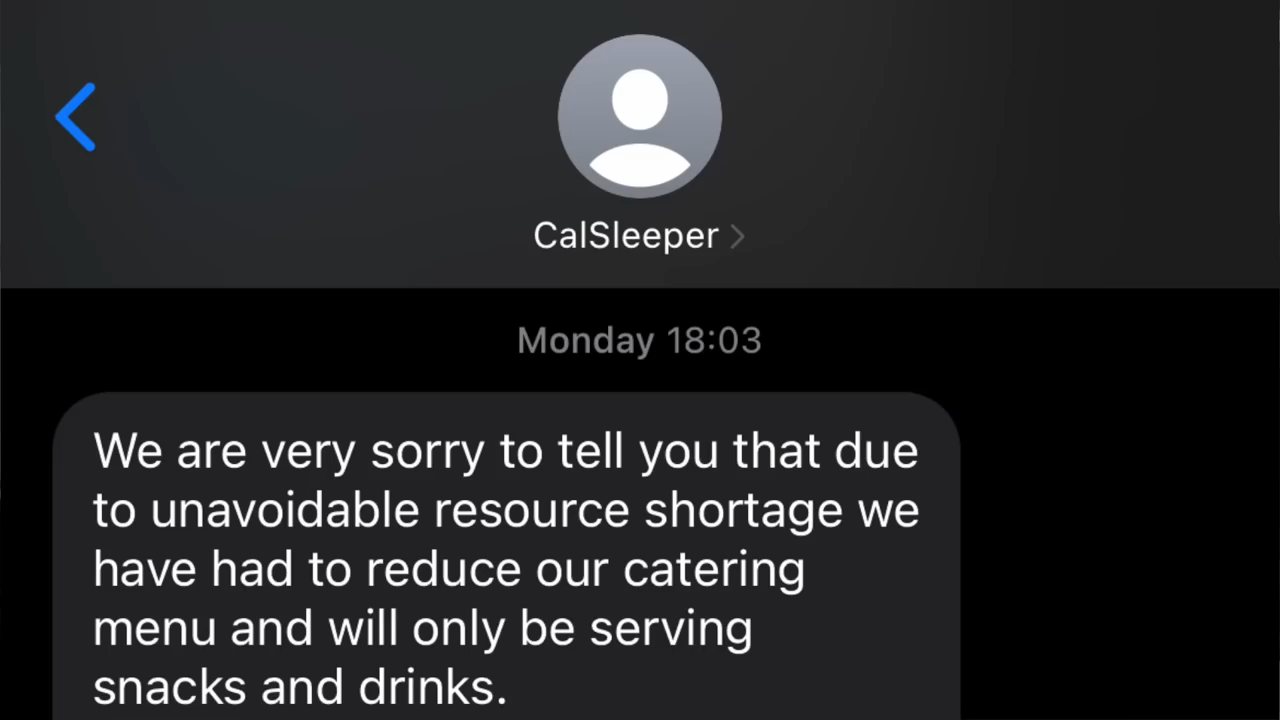 CalSleeper
Monday 18:03
We are very sorry to tell you that due
to unavoidable resource shortage we
have had to reduce our catering
menu and will only be serving
snacks and drinks.